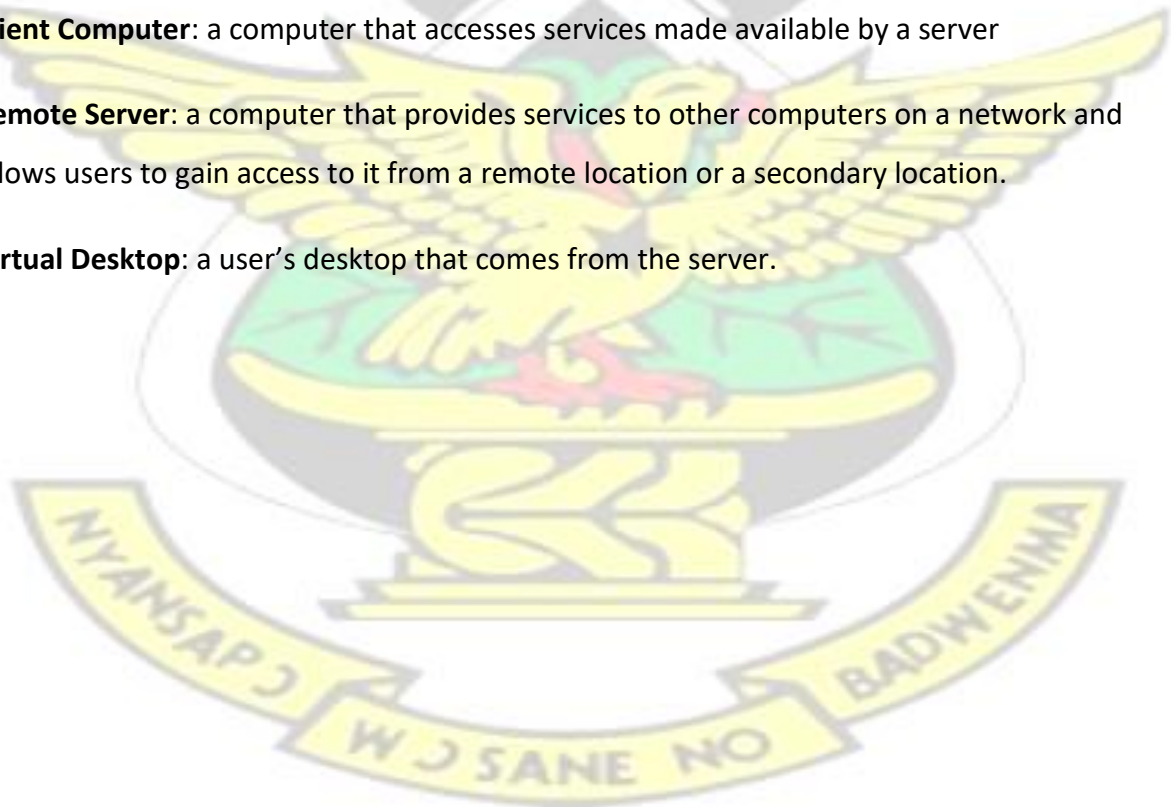 ient Computer: a computer that accesses services made available by a server
emote Server: a computer that provides services to other computers on a network and
lows users to gain access to it from a remote location or a secondary location.
rtual Desktop: a user’s desktop that comes from the server.
NYANSAPƆ
WƆSANE NO
BADWENMA